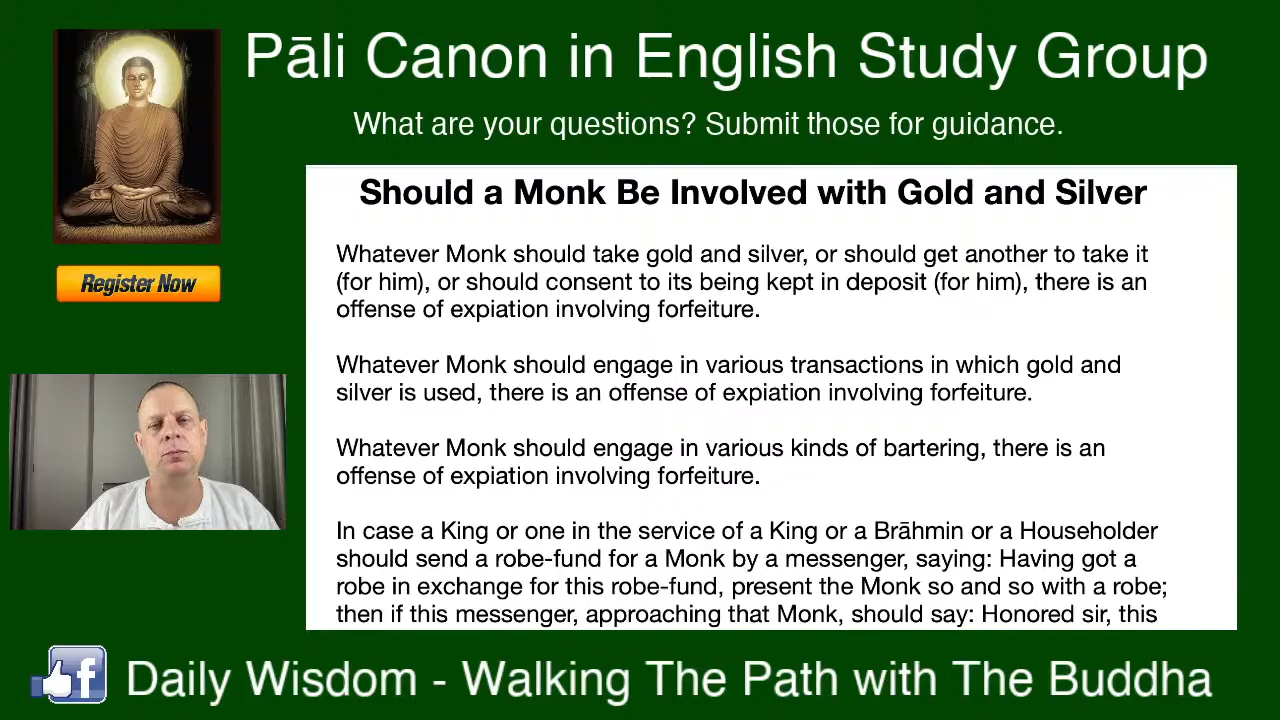 Pāli Canon in English Study Group
What are your questions? Submit those for guidance.
Register Now
Should a Monk Be Involved with Gold and Silver
Whatever Monk should take gold and silver, or should get another to take it
(for him), or should consent to its being kept in deposit (for him), there is an
offense of expiation involving forfeiture.
Whatever Monk should engage in various transactions in which gold and
silver is used, there is an offense of expiation involving forfeiture.
Whatever Monk should engage in various kinds of bartering, there is an
offense of expiation involving forfeiture.
In case a King or one in the service of a King or a Brāhmin or a Householder
should send a robe-fund for a Monk by a messenger, saying: Having got a
robe in exchange for this robe-fund, present the Monk so and so with a robe;
then if this messenger, approaching that Monk, should say: Honored sir, this
f
Daily Wisdom - Walking The Path with The Buddha